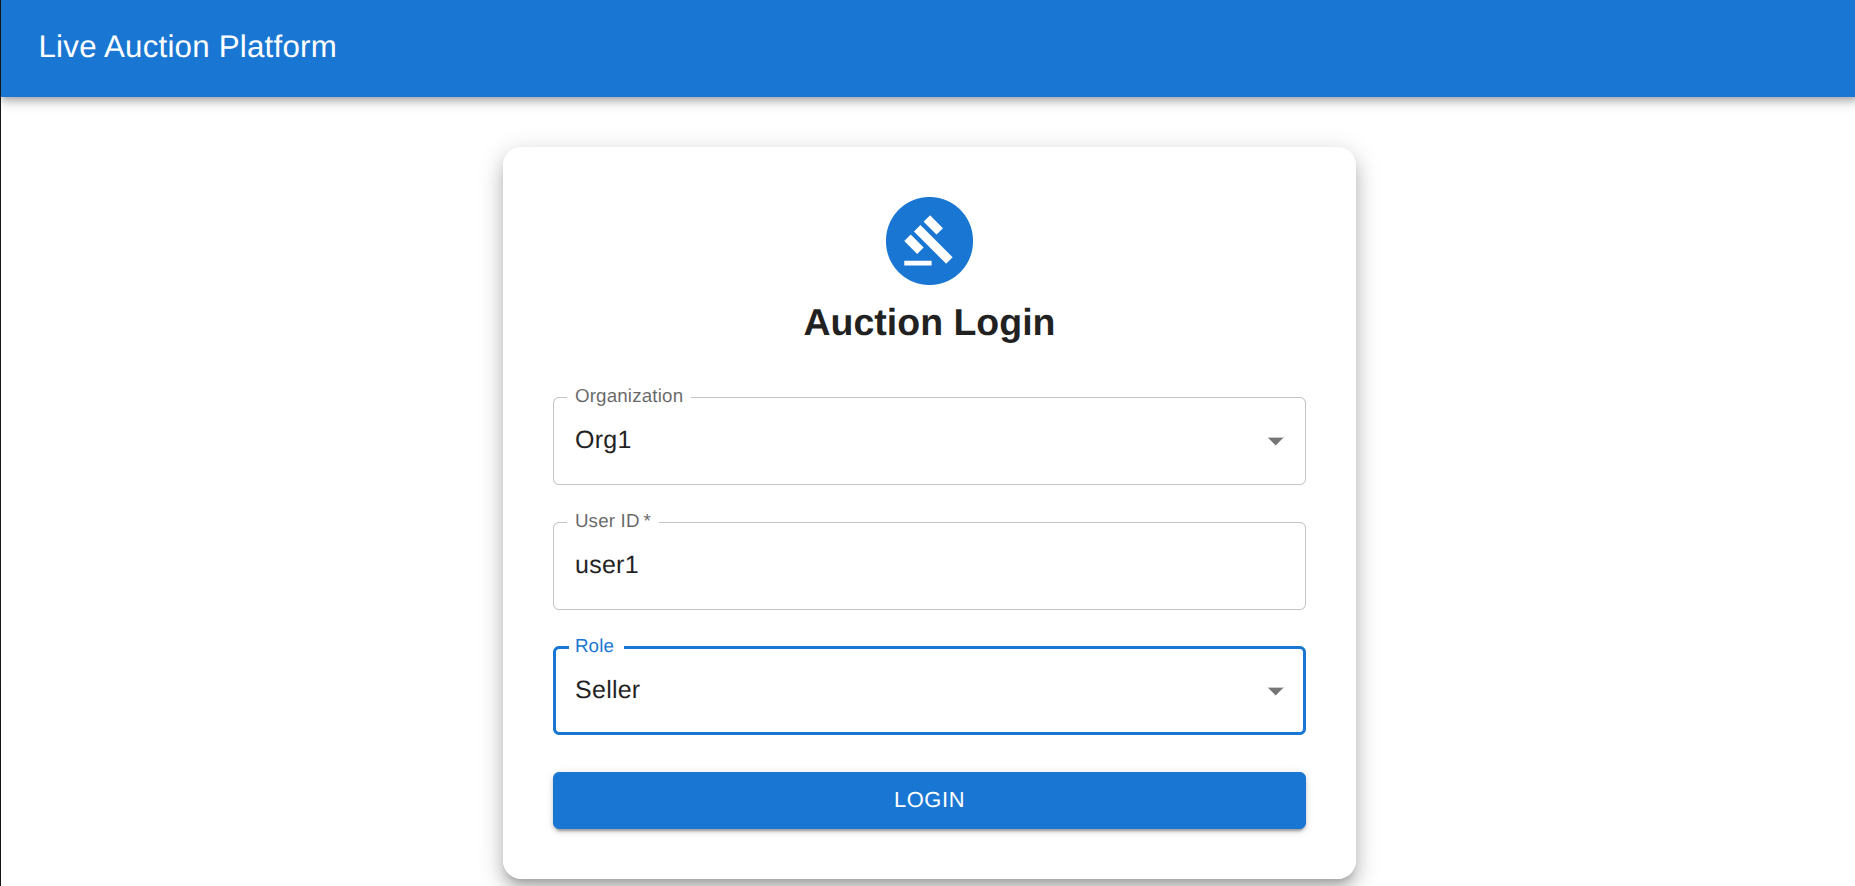 Live Auction Platform
Auction Login
Organization
Org1
User ID *
user1
Role
Seller
LOGIN